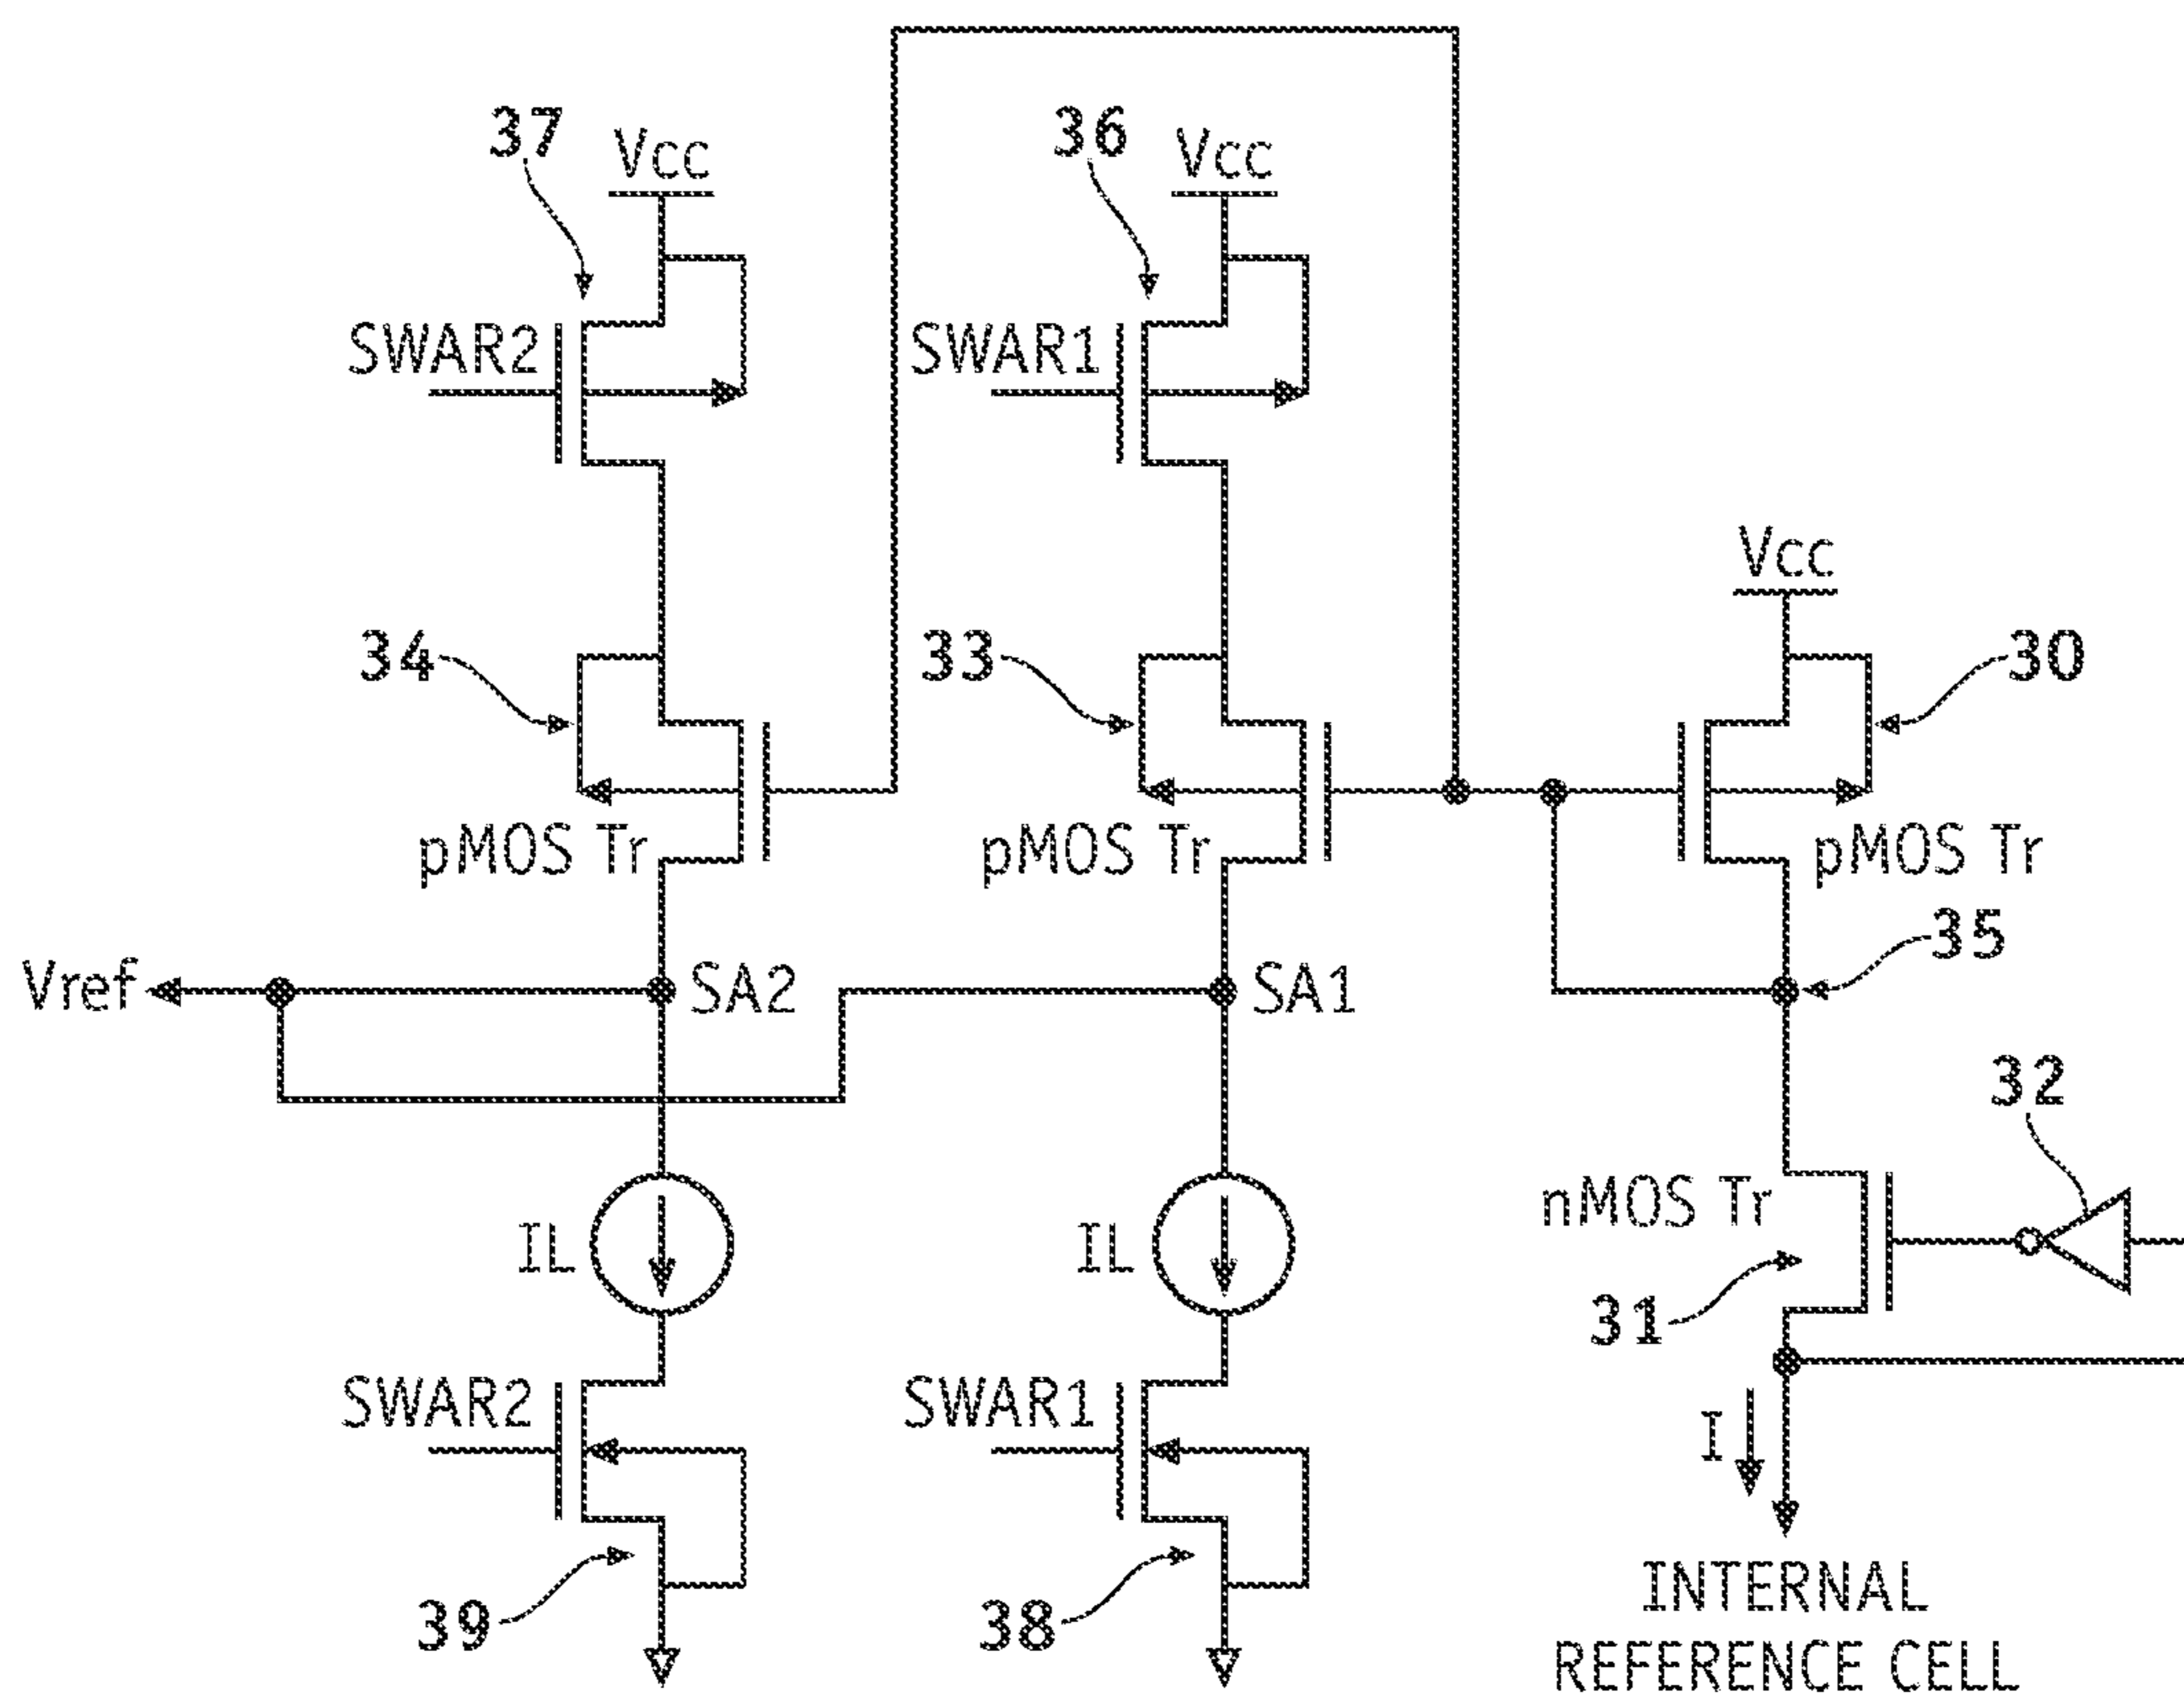 37
Vcc
36
Vcc
SWAR2
SWAR1
Vcc
34
33
30
pMOS Tr
pMOS Tr
pMOS Tr
35
Vref
SA2
SA1
32
nMOS Tr
IL
IL
31
SWAR2
SWAR1
I
39
38
INTERNAL
REFERENCE CELL